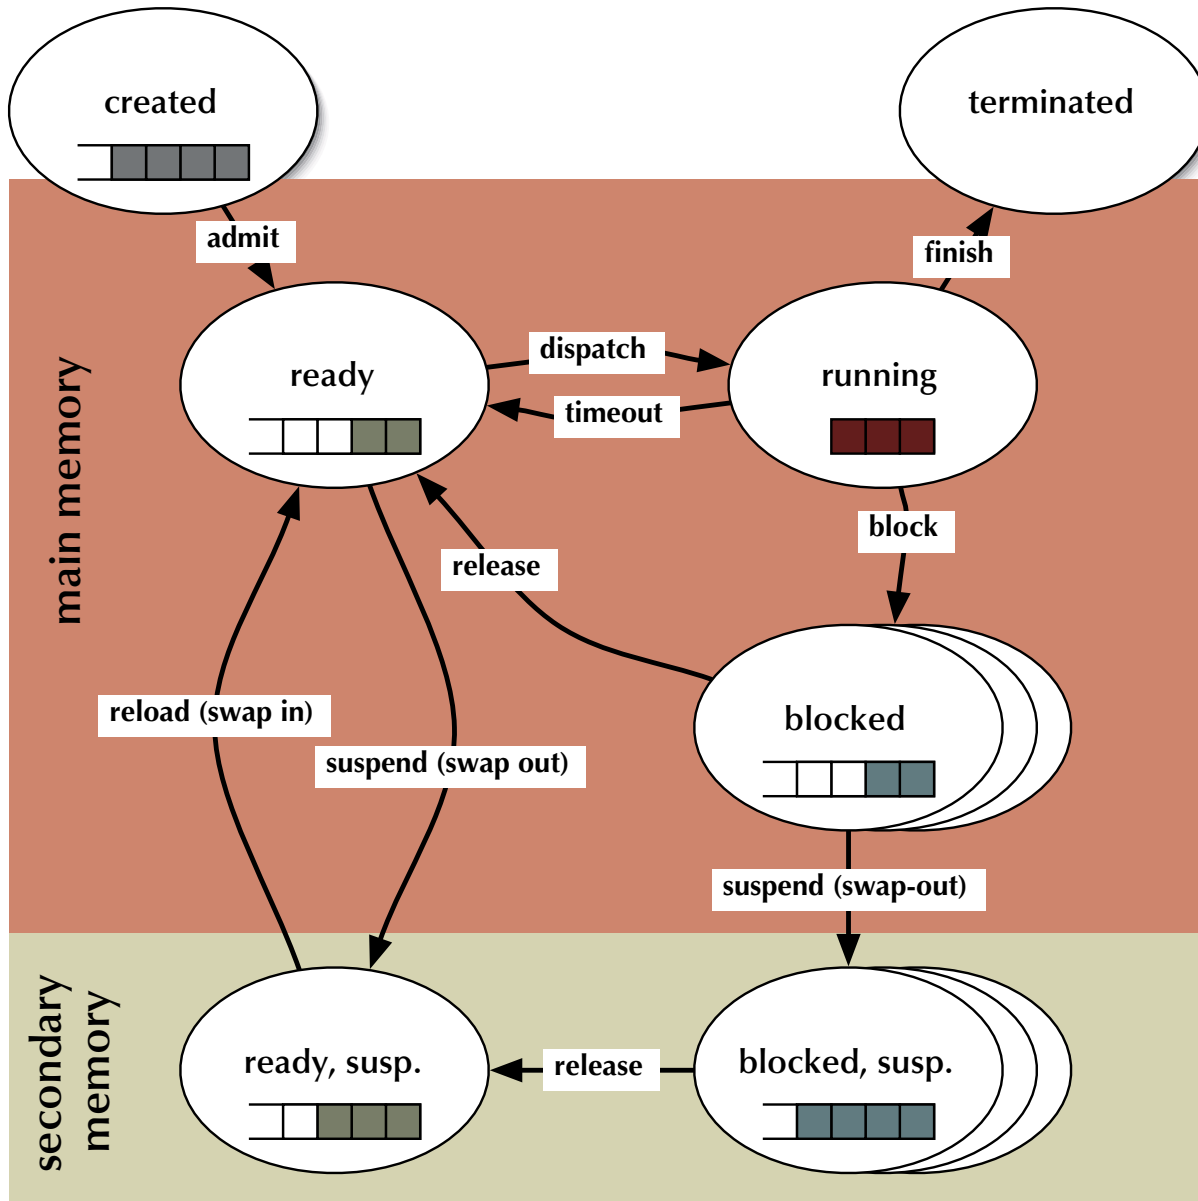 created
terminated
admit
finish
dispatch
ready
running
timeout
main memory
block
release
reload (swap in)
blocked
suspend (swap out)
suspend (swap-out)
secondary
memory
ready, susp.
release
blocked, susp.